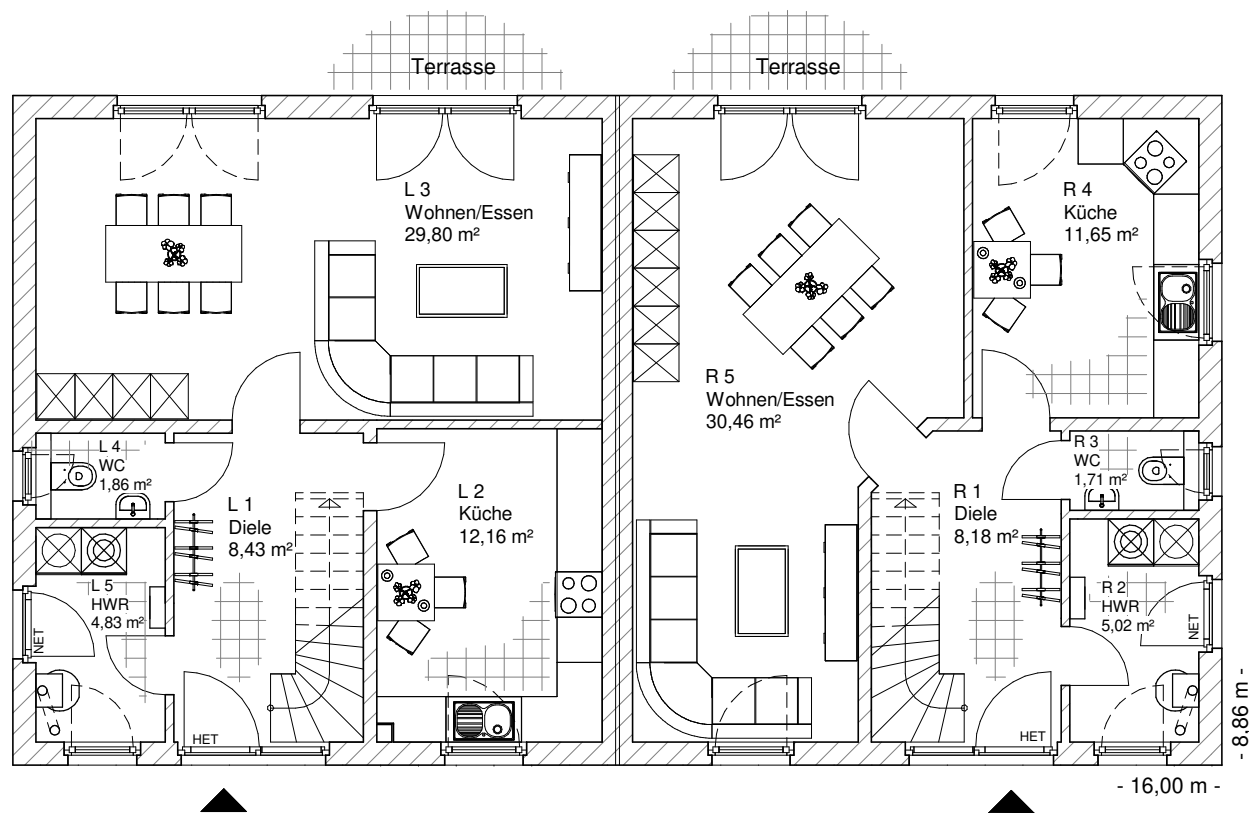 Terrasse
Terrasse
L 3
Wohnen/Essen
29,80 m²
R 4
Küche
11,65 m²
R 5
Wohnen/Essen
30,46 m²
L 4
WC
1,86 m²
L 1
Diele
8,43 m²
L 2
Küche
12,16 m²
R 1
Diele
8,18 m²
R 3
WC
1,71 m²
L 5
HWR
4,83 m²
R 2
HWR
5,02 m²
NET
NET
HET
HET
- 8,86 m -
- 16,00 m -